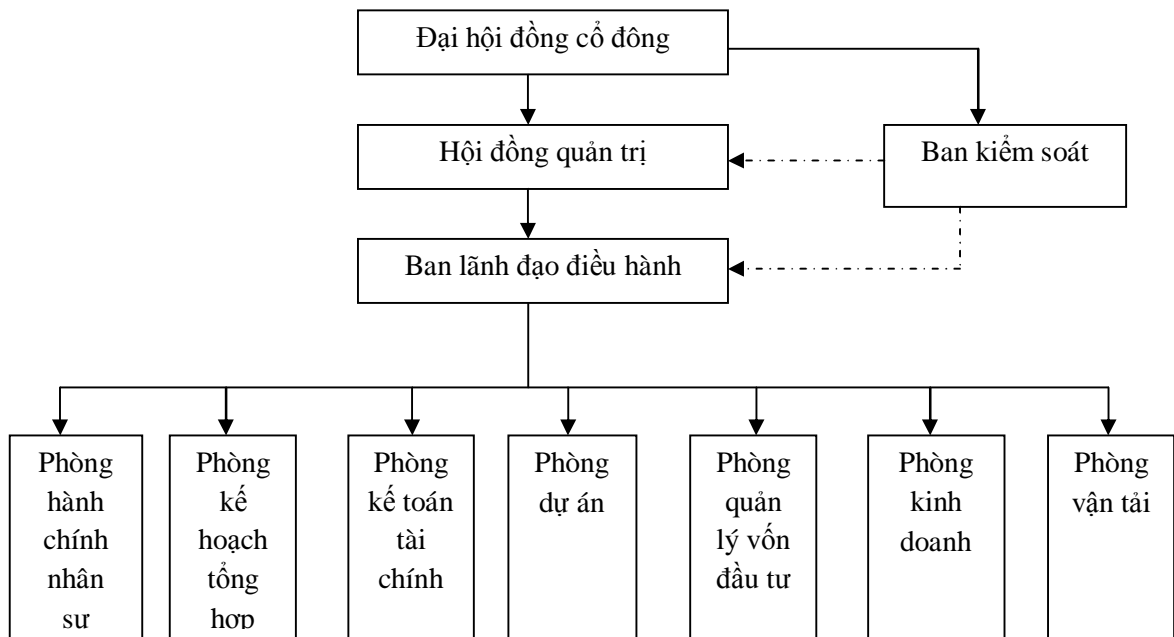 Đại hội đồng cổ đông
Hội đồng quản trị
Ban kiểm soát
Ban lãnh đạo điều hành
Phòng
hành
chính
nhân
sự
Phòng
kế
hoạch
tổng
hợp
Phòng
kế toán
tài
chính
Phòng
dự án
Phòng
quản
lý vốn
đầu tư
Phòng
kinh
doanh
Phòng
vận tải